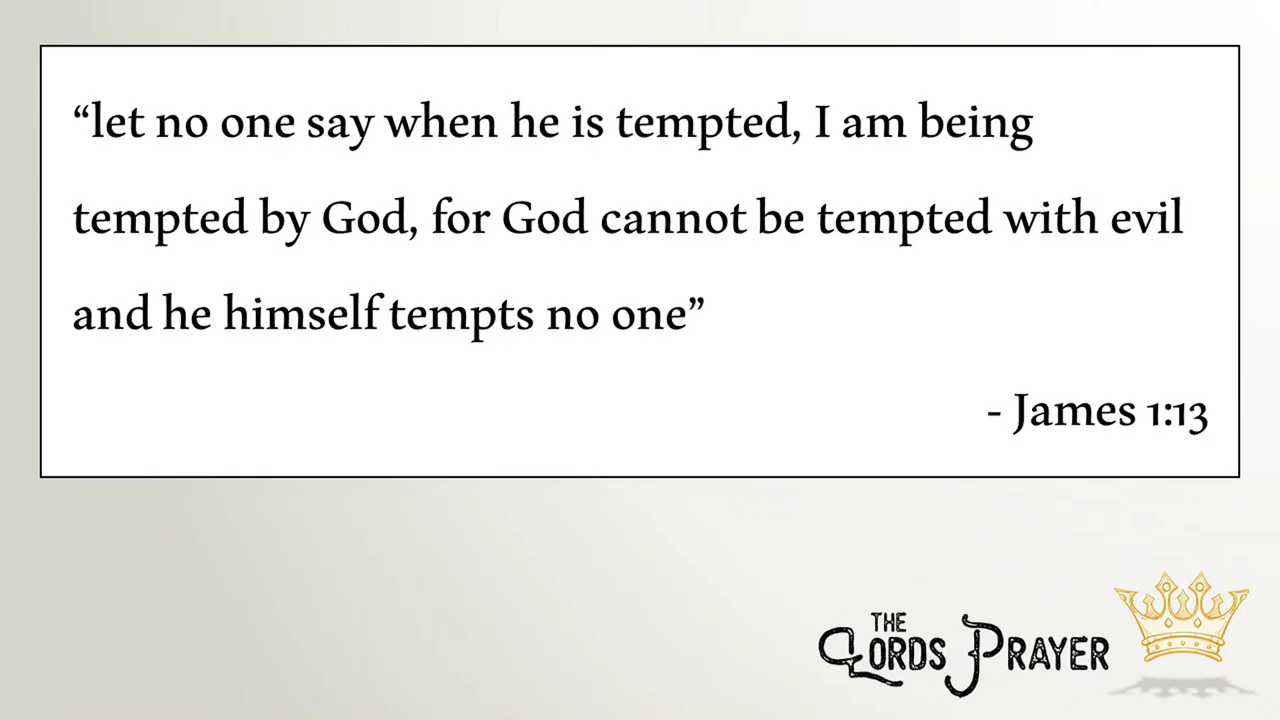 “let no one say when he is tempted, I am being
tempted by God, for God cannot be tempted with evil
and he himself tempts no one”
- James 1:13
THE
LORDS PRAYER